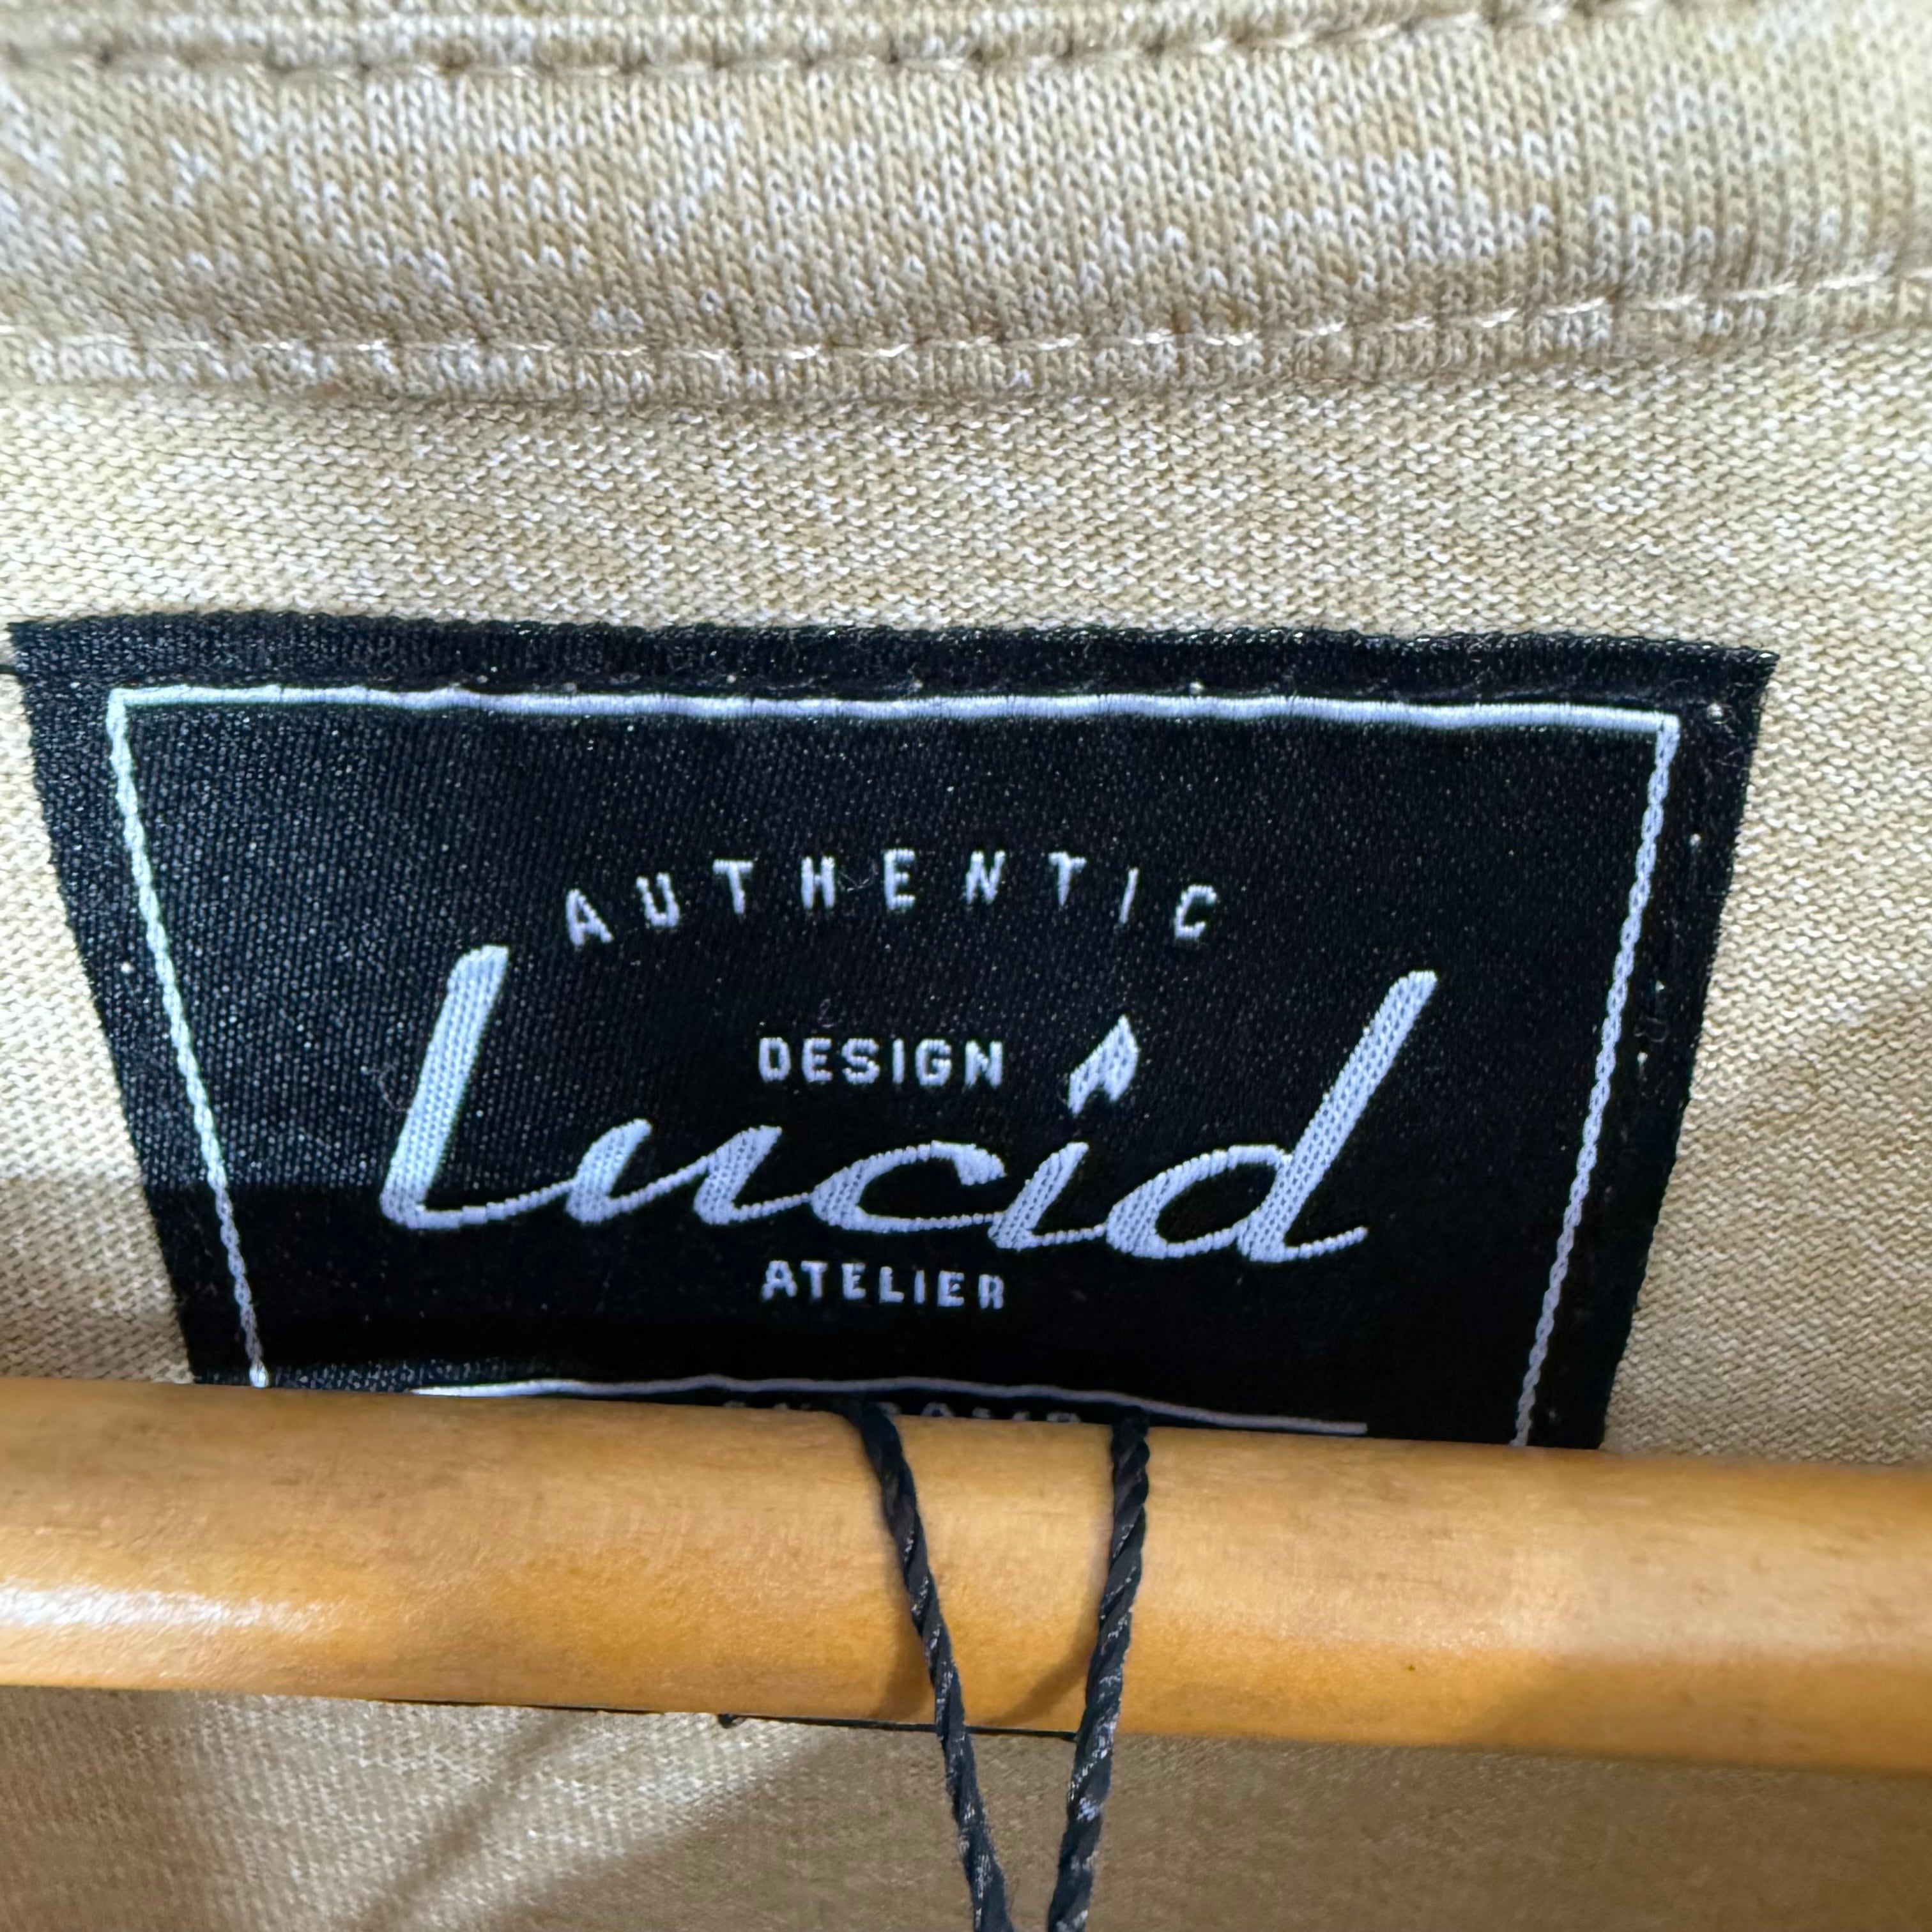 AUTHENTIC
DESIGN
Lucid
ATELIER